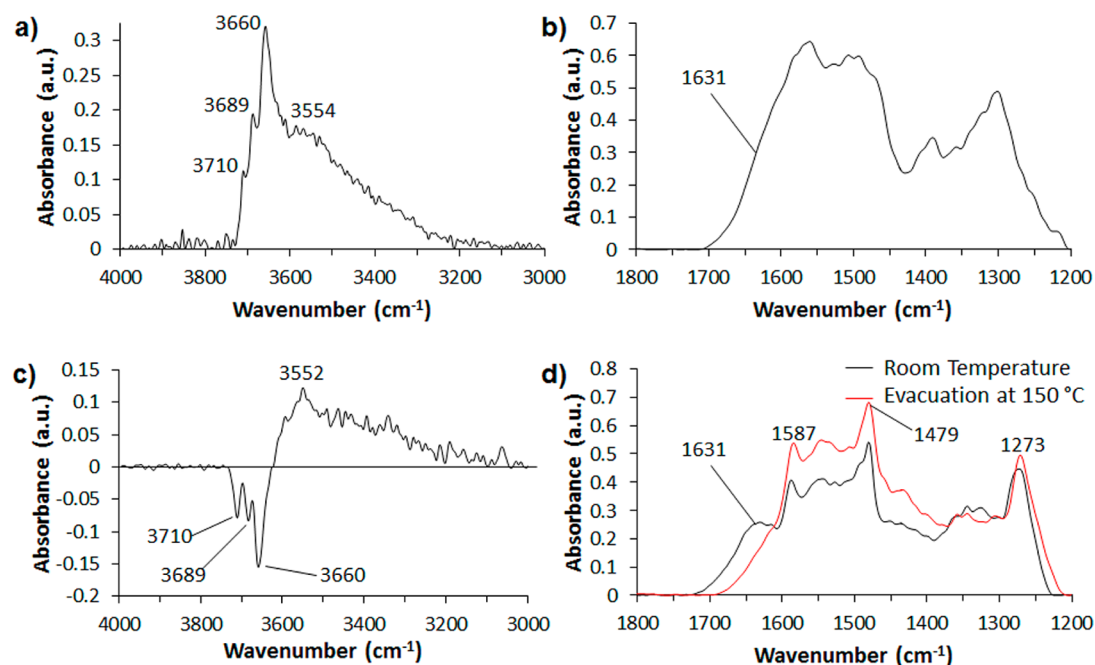 a)
3660
3689
3554
3710
0.3
0.25
0.2
0.15
0.1
0.05
0
Absorbance (a.u.)
4000 3800 3600 3400 3200 3000
Wavenumber (cm-1)
b)
1631
0.7
0.6
0.5
0.4
0.3
0.2
0.1
0
Absorbance (a.u.)
1800 1700 1600 1500 1400 1300 1200
Wavenumber (cm-1)
c)
3552
0.15
0.1
0.05
0
-0.05
-0.1
-0.15
-0.2
3710
3689
3660
Absorbance (a.u.)
4000 3800 3600 3400 3200 3000
Wavenumber (cm-1)
d)
Room Temperature
Evacuation at 150 °C
1631
1587
1479
1273
0.8
0.7
0.6
0.5
0.4
0.3
0.2
0.1
0
Absorbance (a.u.)
1800 1700 1600 1500 1400 1300 1200
Wavenumber (cm-1)